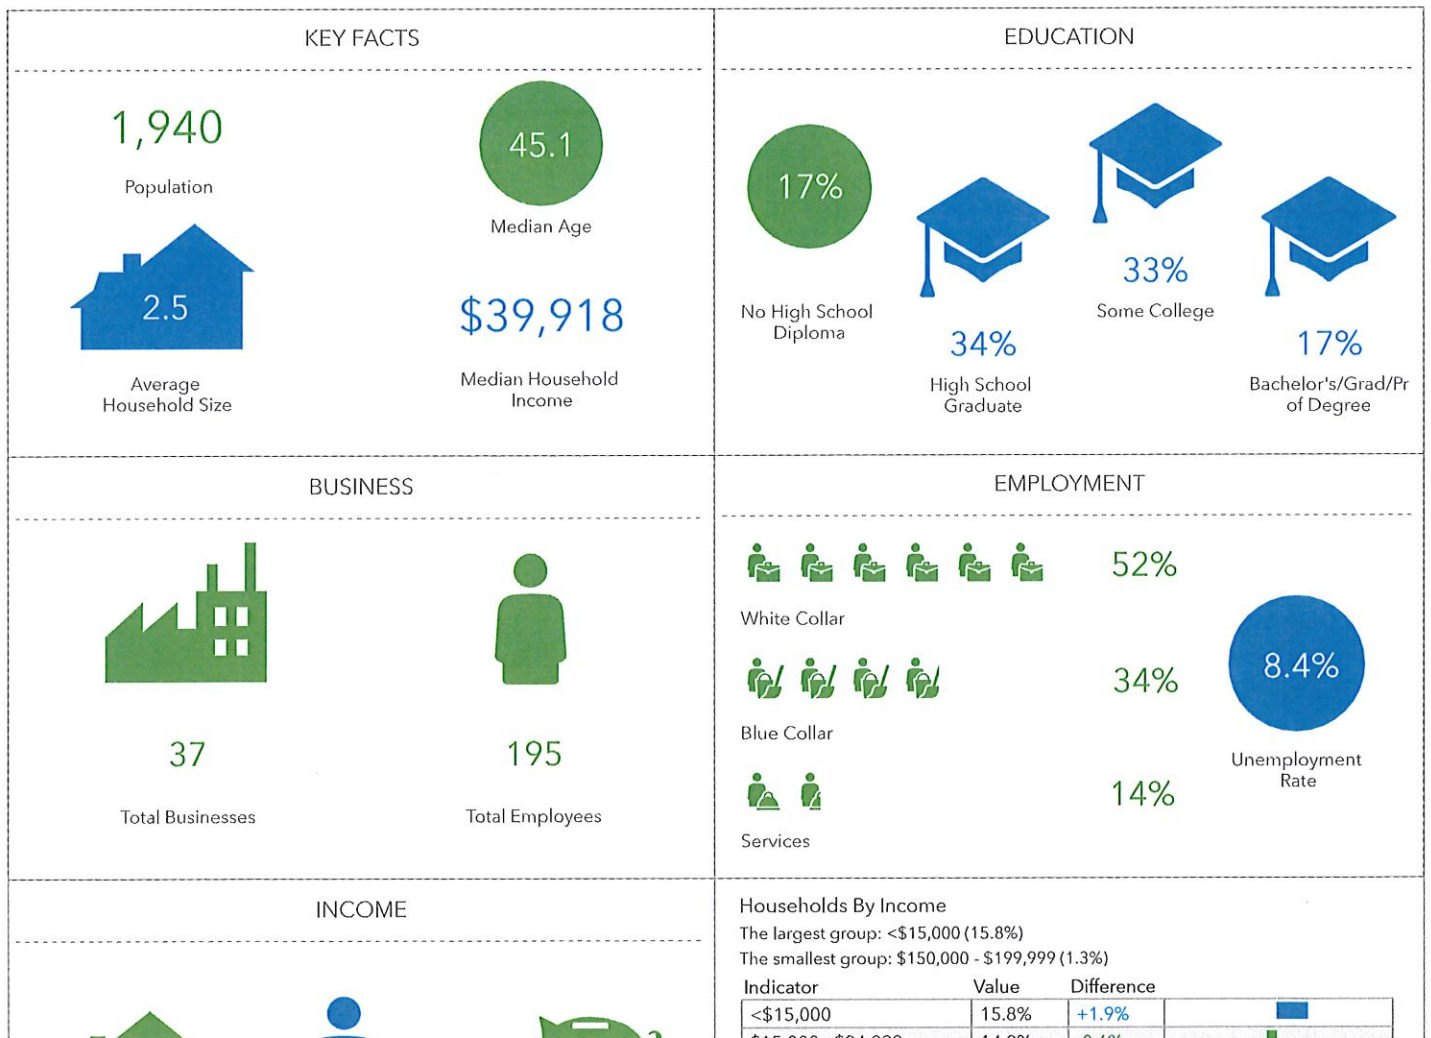 KEY FACTS
1,940
Population
45.1
Median Age
2.5
Average
Household Size
$39,918
Median Household
Income
EDUCATION
17%
No High School
Diploma
34%
High School
Graduate
33%
Some College
17%
Bachelor's/Grad/Pr
of Degree
BUSINESS
37
Total Businesses
195
Total Employees
EMPLOYMENT
52%
White Collar
34%
Blue Collar
14%
Services
8.4%
Unemployment
Rate
INCOME
Households By Income
The largest group: <$15,000 (15.8%)
The smallest group: $150,000 - $199,999 (1.3%)
Indicator Value Difference
<$15,000 15.8% +1.9%